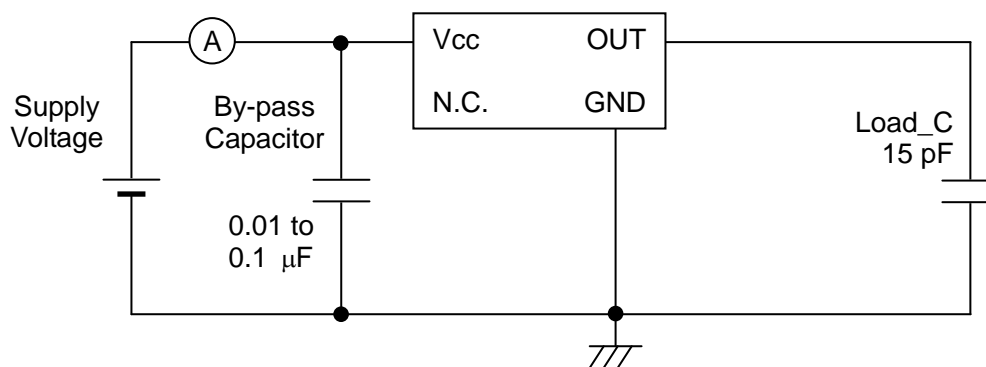 A
Vcc
OUT
N.C.
GND
Supply
Voltage
By-pass
Capacitor
0.01 to
0.1 μF
Load_C
15 pF